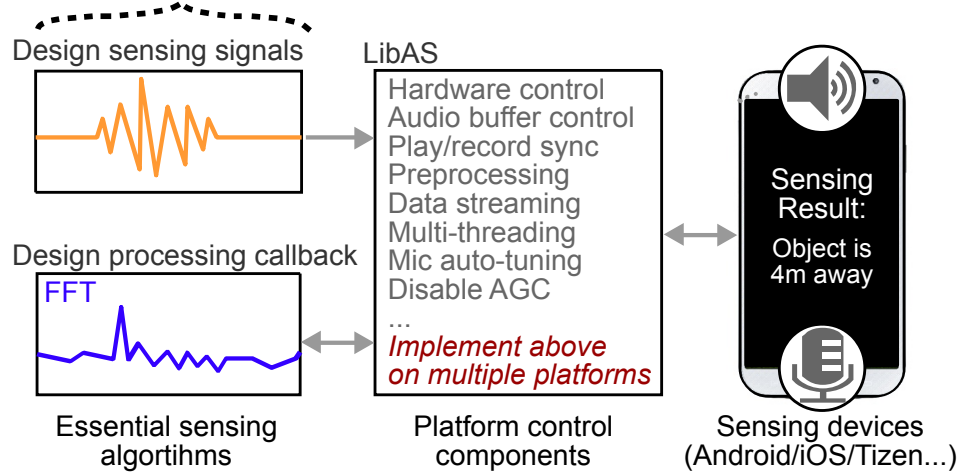 Design sensing signals
Design processing callback
FFT
Essential sensing
algorithms
LibAS
Hardware control
Audio buffer control
Play/record sync
Preprocessing
Data streaming
Multi-threading
Mic auto-tuning
Disable AGC
...
Implement above
on multiple platforms
Platform control
components
Sensing
Result:
Object is
4m away
Sensing devices
(Android/iOS/Tizen...)